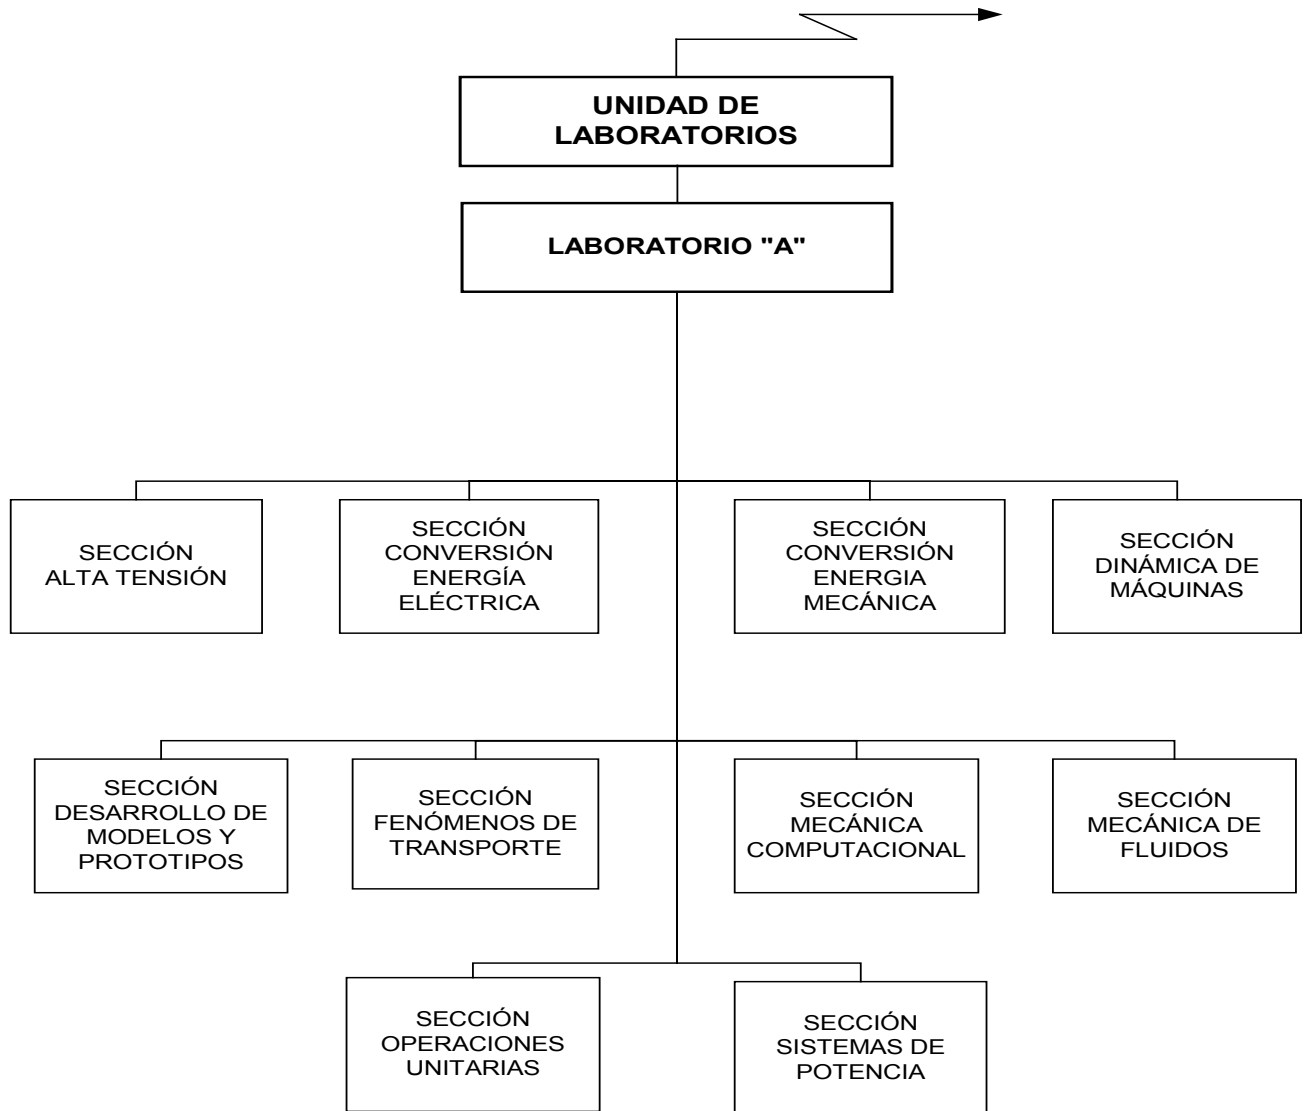 UNIDAD DE
LABORATORIOS
LABORATORIO "A"
SECCIÓN
ALTA TENSIÓN
SECCIÓN
CONVERSIÓN
ENERGÍA
ELÉCTRICA
SECCIÓN
CONVERSIÓN
ENERGIA
MECÁNICA
SECCIÓN
DINÁMICA DE
MÁQUINAS
SECCIÓN
DESARROLLO DE
MODELOS Y
PROTOTIPOS
SECCIÓN
FENÓMENOS DE
TRANSPORTE
SECCIÓN
MECÁNICA
COMPUTACIONAL
SECCIÓN
MECÁNICA DE
FLUIDOS
SECCIÓN
OPERACIONES
UNITARIAS
SECCIÓN
SISTEMAS DE
POTENCIA